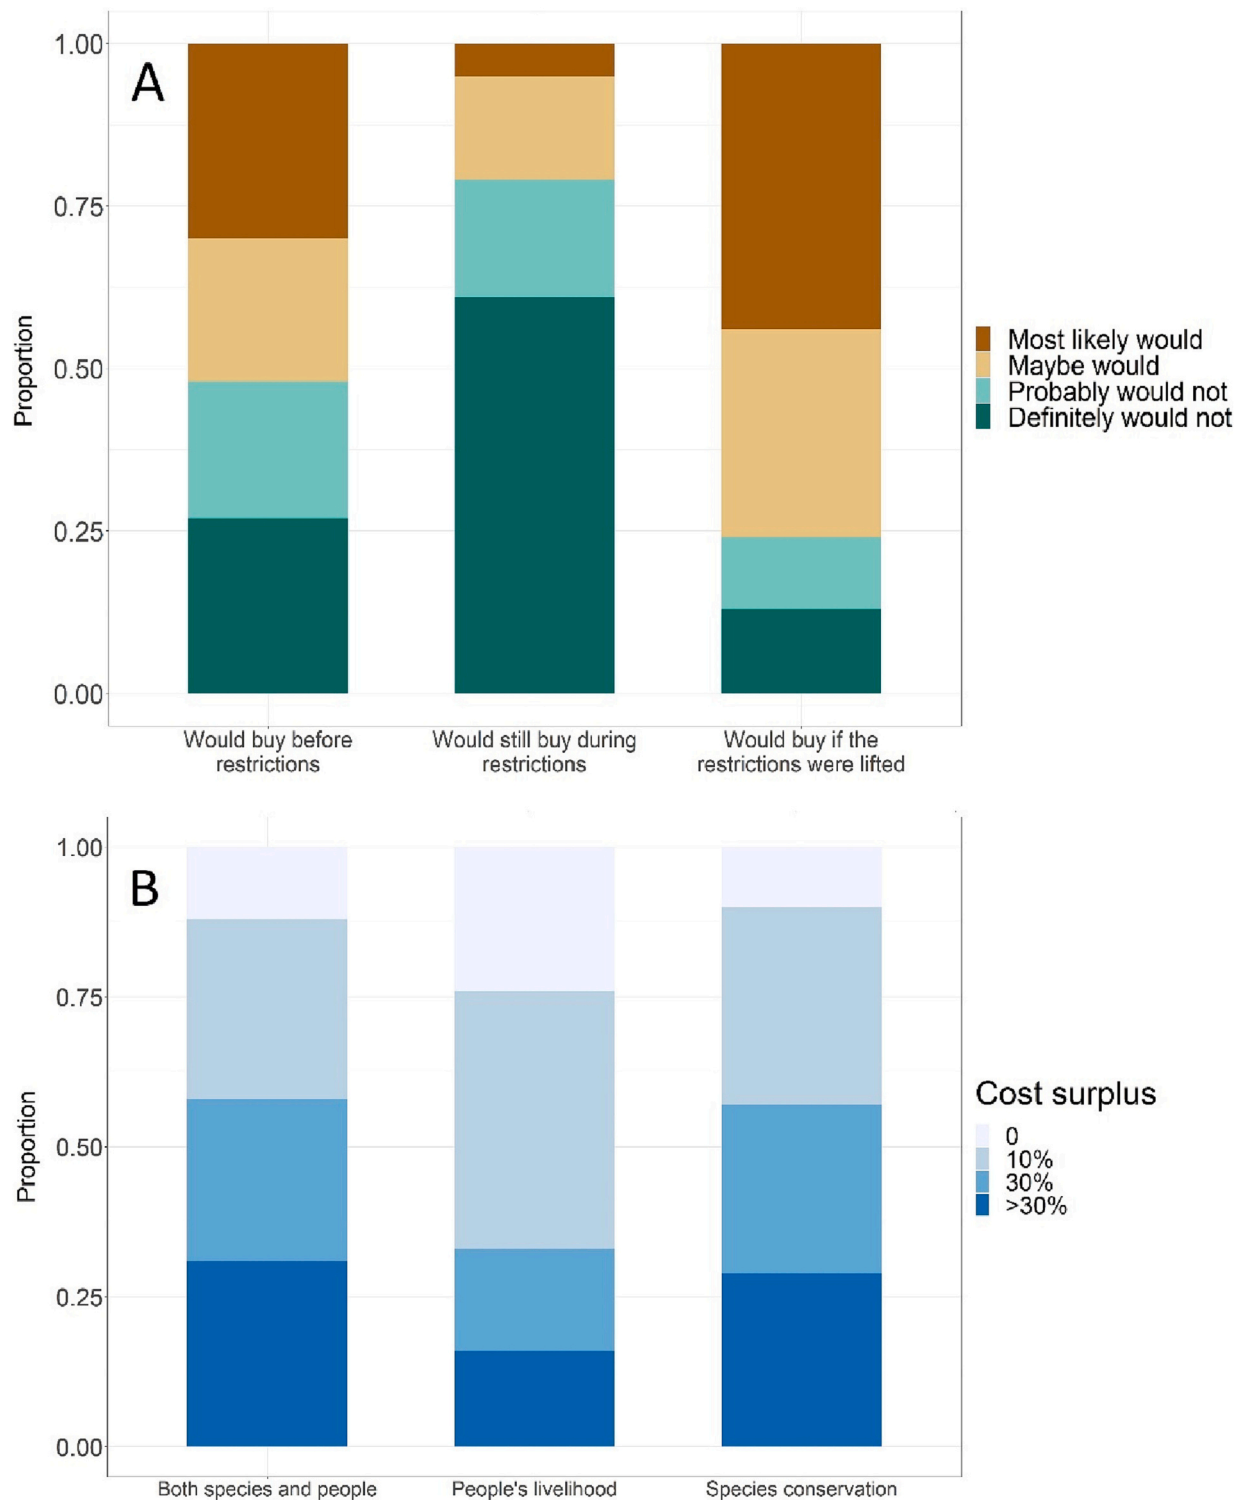 A
1.00
0.75
0.50
0.25
0.00
Proportion
Would buy before
restrictions
Would still buy during
restrictions
Would buy if the
restrictions were lifted
Most likely would
Maybe would
Probably would not
Definitely would not
B
1.00
0.75
0.50
0.25
0.00
Proportion
Both species and people
People's livelihood
Species conservation
Cost surplus
0
10%
30%
>30%